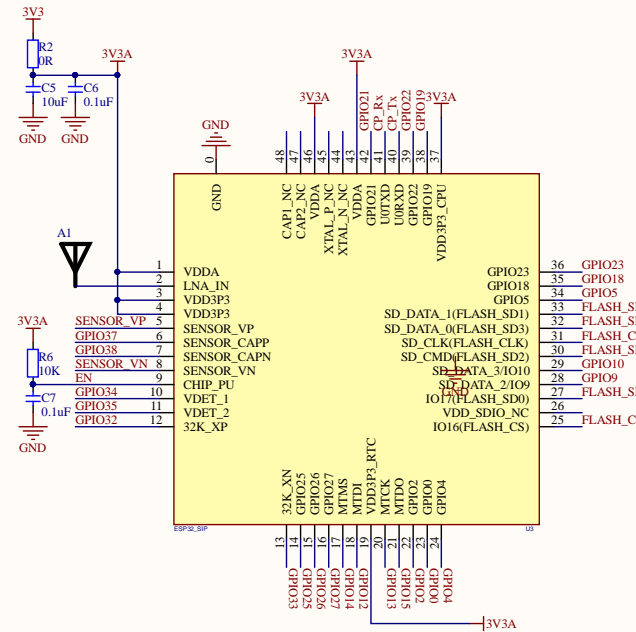 3V3
R2
0R
3V3A
C5
10uF
C6
0.1uF
GND
GND
GND
3V3A
3V3A
GPIO21
CP_Rx
CP_Tx
GPIO22
GPIO19
3V3A
0
48
47
46
45
44
43
42
41
40
39
38
37
GND
CAP1_NC
CAP2_NC
VDDA
XTAL_P_NC
XTAL_N_NC
VDDA
GPIO21
U0TXD
U0RXD
GPIO22
GPIO19
VDD3P3_CPU
A1
1 VDDA
2 LNA_IN
3 VDD3P3
4 VDD3P3
SENSOR_VP 5 SENSOR_VP
GPIO37 6 SENSOR_CAPP
GPIO38 7 SENSOR_CAPN
SENSOR_VN 8 SENSOR_VN
EN 9 CHIP_PU
GPIO34 10 VDET_1
GPIO35 11 VDET_2
GPIO32 12 32K_XP
3V3A
R6
10K
C7
0.1uF
GND
GPIO23 36 GPIO23
GPIO18 35 GPIO18
GPIO5 34 GPIO5
SD_DATA_1(FLASH_SD1) 33
SD_DATA_0(FLASH_SD3) 32
SD_CLK(FLASH_CLK) 31
SD_CMD(FLASH_SD2) 30
SD_DATA_3/IO10 29 GPIO10
SD_DATA_2/IO9 28 GPIO9
IO17(FLASH_SD0) 27
VDD_SDIO_NC 26
IO16(FLASH_CS) 25
GND
32K_XN
GPIO25
GPIO26
GPIO27
MTMS
MTDI
VDD3P3_RTC
MTCK
MTDO
GPIO2
GPIO0
GPIO4
ESP32_SIP
U3
13
14
15
16
17
18
19
20
21
22
23
24
GPIO33
GPIO25
GPIO26
GPIO27
GPIO14
GPIO12
GPIO13
GPIO15
GPIO2
GPIO0
GPIO4
3V3A